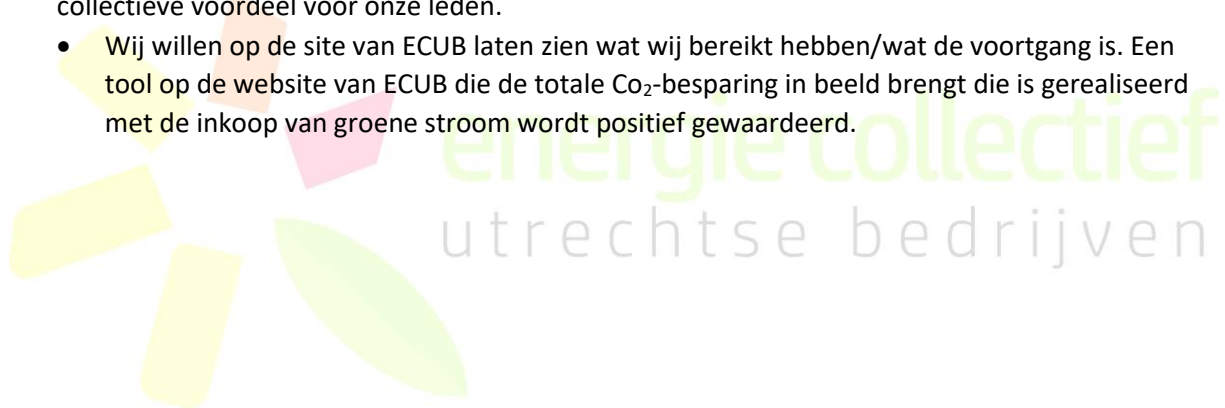 collectieve voordeel voor onze leden.
• Wij willen op de site van ECUB laten zien wat wij bereikt hebben/wat de voortgang is. Een
tool op de website van ECUB die de totale Co₂-besparing in beeld brengt die is gerealiseerd
met de inkoop van groene stroom wordt positief gewaardeerd.
energie collectief
utrechtse bedrijven